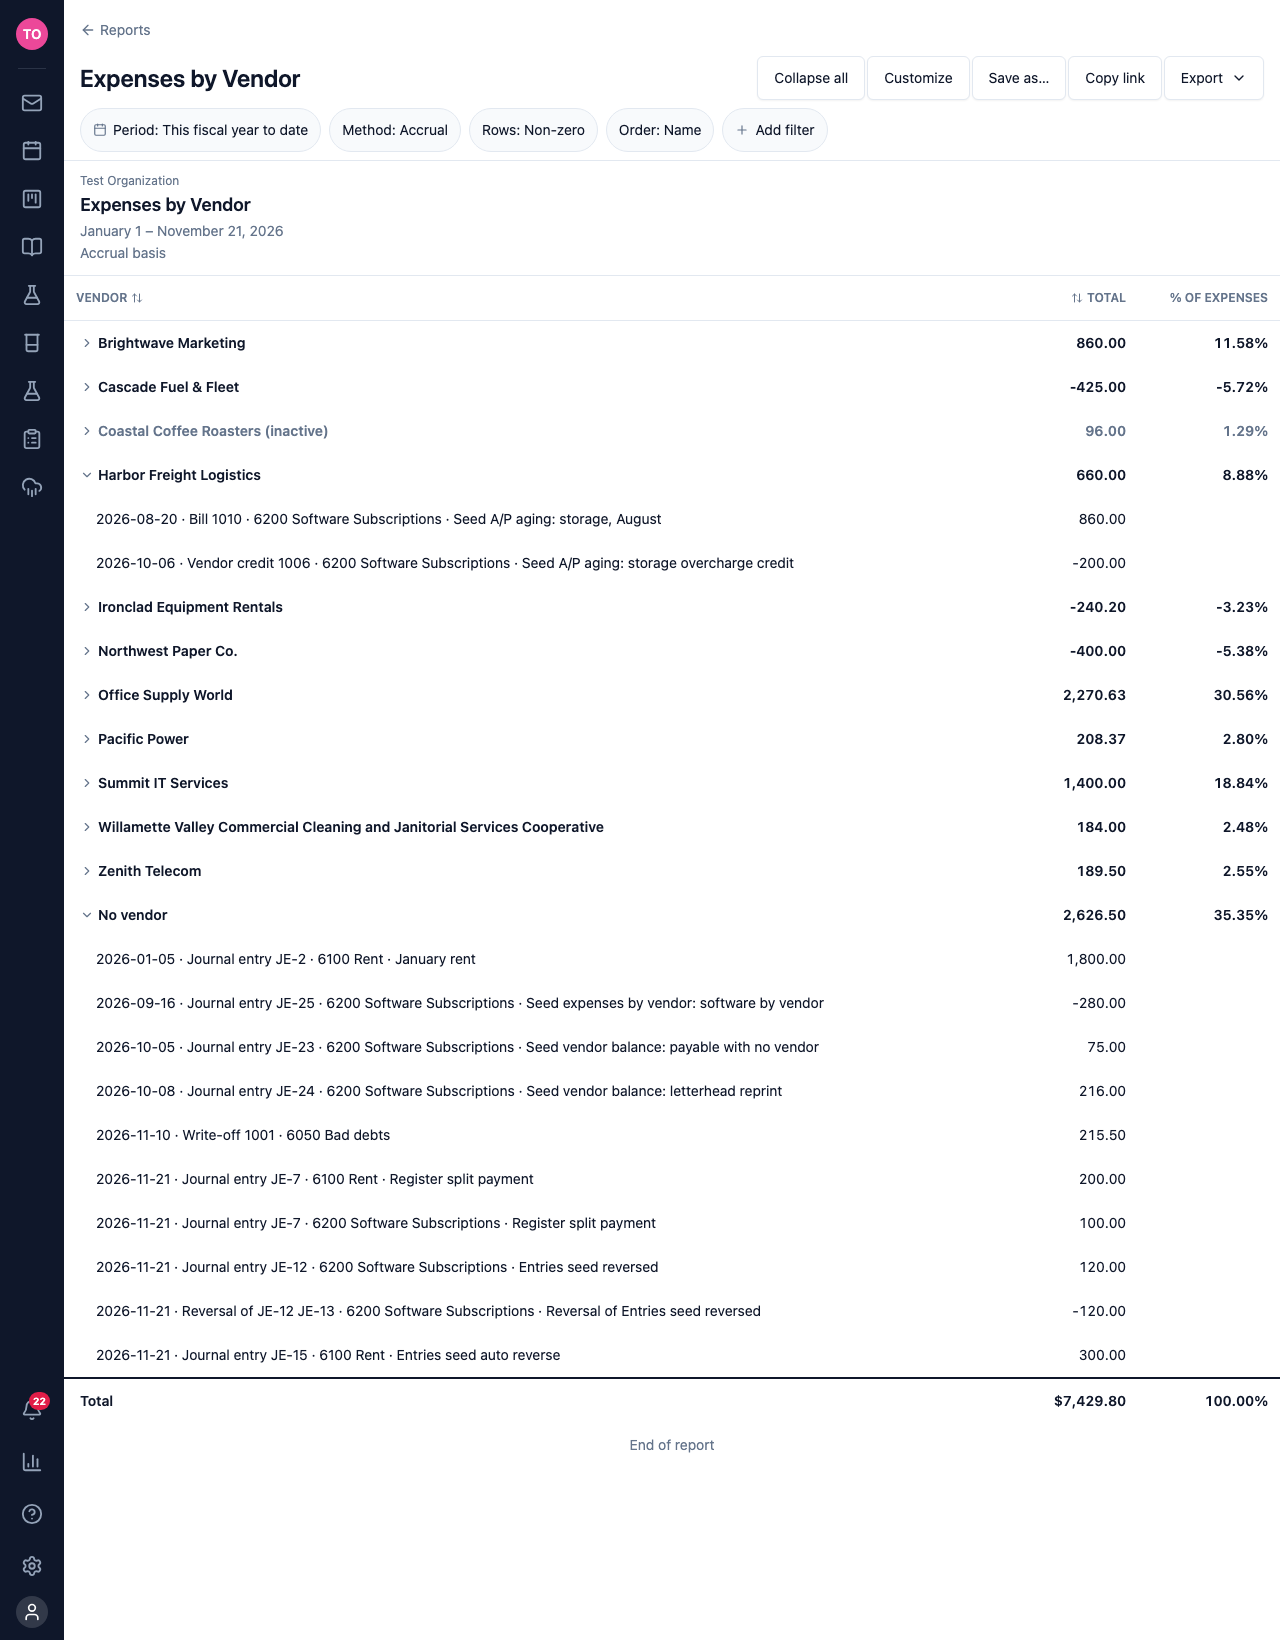 TO
← Reports
Expenses by Vendor
Collapse all
Customize
Save as...
Copy link
Export
Period: This fiscal year to date
Method: Accrual
Rows: Non-zero
Order: Name
+ Add filter
Test Organization
Expenses by Vendor
January 1 – November 21, 2026
Accrual basis
VENDOR TOTAL % OF EXPENSES
Brightwave Marketing 860.00 11.58%
Cascade Fuel & Fleet -425.00 -5.72%
Coastal Coffee Roasters (inactive) 96.00 1.29%
Harbor Freight Logistics 660.00 8.88%
2026-08-20 · Bill 1010 · 6200 Software Subscriptions · Seed A/P aging: storage, August 860.00
2026-10-06 · Vendor credit 1006 · 6200 Software Subscriptions · Seed A/P aging: storage overcharge credit -200.00
Ironclad Equipment Rentals -240.20 -3.23%
Northwest Paper Co. -400.00 -5.38%
Office Supply World 2,270.63 30.56%
Pacific Power 208.37 2.80%
Summit IT Services 1,400.00 18.84%
Willamette Valley Commercial Cleaning and Janitorial Services Cooperative 184.00 2.48%
Zenith Telecom 189.50 2.55%
No vendor 2,626.50 35.35%
2026-01-05 · Journal entry JE-2 · 6100 Rent · January rent 1,800.00
2026-09-16 · Journal entry JE-25 · 6200 Software Subscriptions · Seed expenses by vendor: software by vendor -280.00
2026-10-05 · Journal entry JE-23 · 6200 Software Subscriptions · Seed vendor balance: payable with no vendor 75.00
2026-10-08 · Journal entry JE-24 · 6200 Software Subscriptions · Seed vendor balance: letterhead reprint 216.00
2026-11-10 · Write-off 1001 · 6050 Bad debts 215.50
2026-11-21 · Journal entry JE-7 · 6100 Rent · Register split payment 200.00
2026-11-21 · Journal entry JE-7 · 6200 Software Subscriptions · Register split payment 100.00
2026-11-21 · Journal entry JE-12 · 6200 Software Subscriptions · Entries seed reversed 120.00
2026-11-21 · Reversal of JE-12 JE-13 · 6200 Software Subscriptions · Reversal of Entries seed reversed -120.00
2026-11-21 · Journal entry JE-15 · 6100 Rent · Entries seed auto reverse 300.00
Total $7,429.80 100.00%
End of report
22